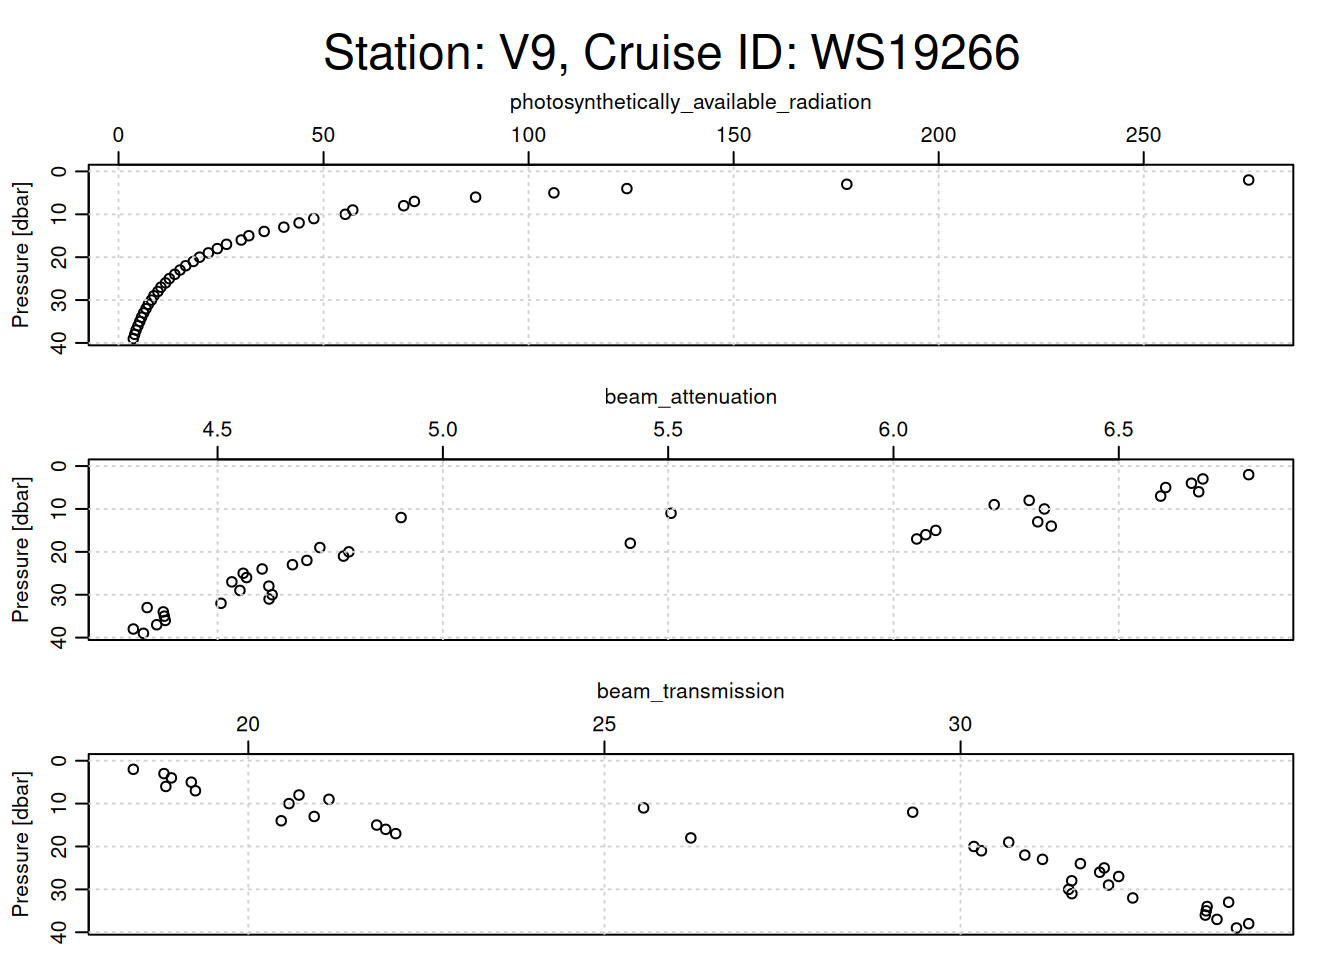 Station: V9, Cruise ID: WS19266
photosynthetically_available_radiation
0 50 100 150 200 250
Pressure [dbar]
0
10
20
30
40
beam_attenuation
4.5 5.0 5.5 6.0 6.5
Pressure [dbar]
0
10
20
30
40
beam_transmission
20 25 30
Pressure [dbar]
0
10
20
30
40